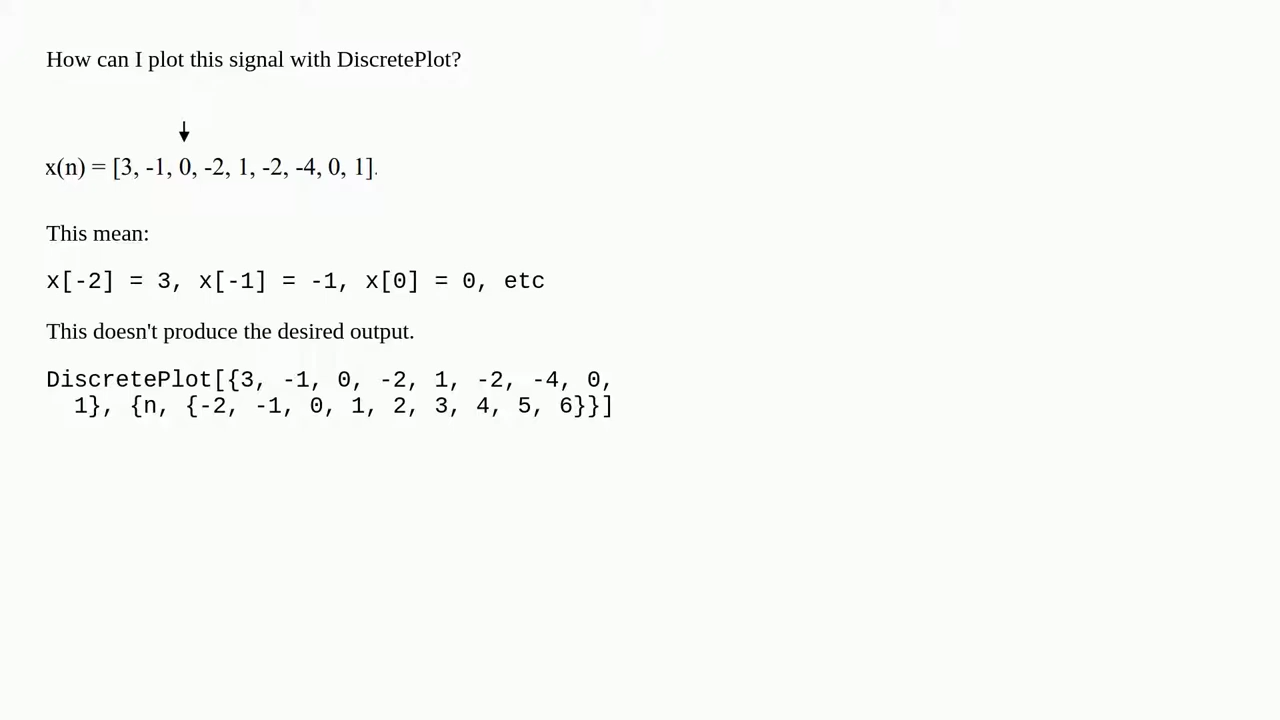 How can I plot this signal with DiscretePlot?
x(n) = [3, -1, 0, -2, 1, -2, -4, 0, 1].
This mean:
x[-2] = 3, x[-1] = -1, x[0] = 0, etc
This doesn't produce the desired output.
DiscretePlot[{3, -1, 0, -2, 1, -2, -4, 0,
1}, {n, {-2, -1, 0, 1, 2, 3, 4, 5, 6}}]